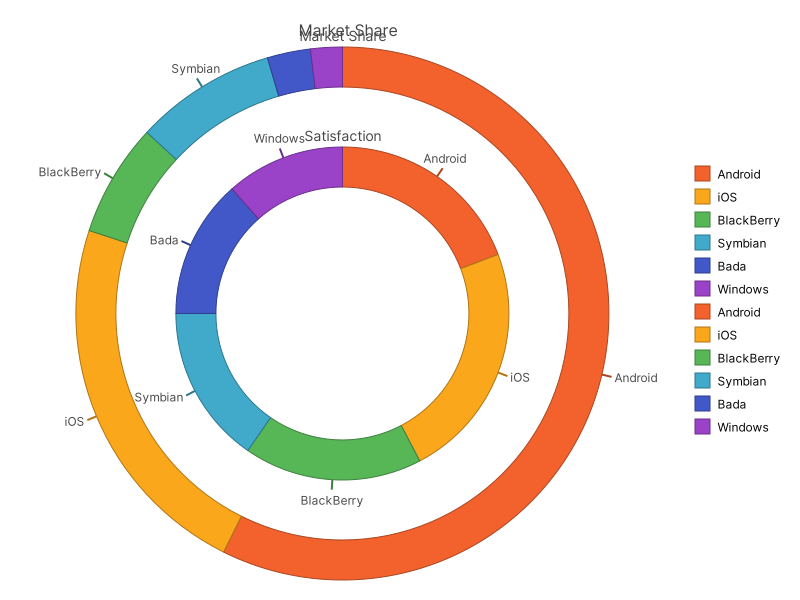 Market Share
Market Share
Symbian
BlackBerry
Windows
Satisfaction
Android
Bada
iOS
Android
Symbian
iOS
BlackBerry
Android
iOS
BlackBerry
Symbian
Bada
Windows
Android
iOS
BlackBerry
Symbian
Bada
Windows